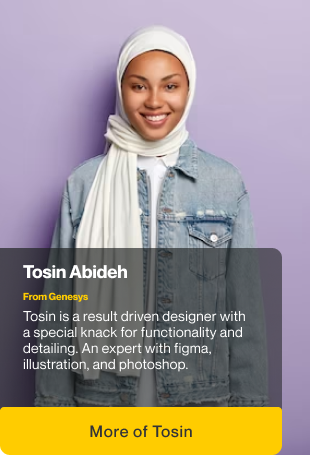 Tosin Abideh
From Genesys
Tosin is a result driven designer with
a special knack for functionality and
detailing. An expert with figma,
illustration, and photoshop.
More of Tosin